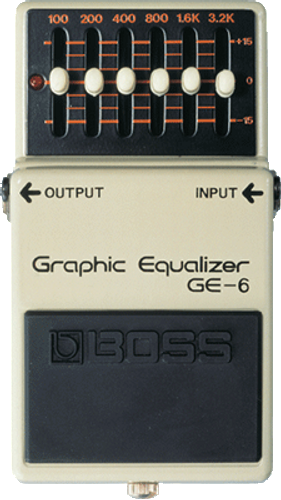 100 200 400 800 1.6K 3.2K
+15
0
-15
OUTPUT INPUT
Graphic Equalizer
GE-6
BOSS